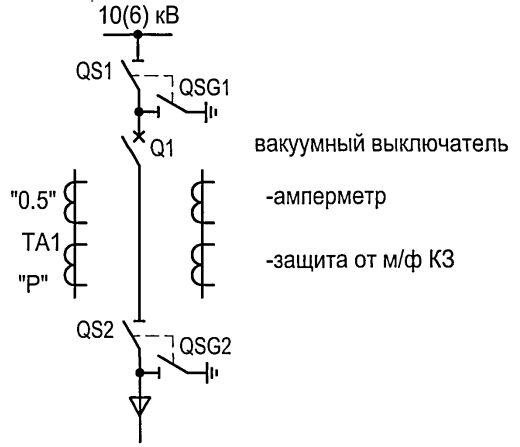 10(6) кВ
QS1
QSG1
Q1
вакуумный выключатель
"0.5"
-амперметр
TA1
-защита от м/ф КЗ
"P"
QS2
QSG2